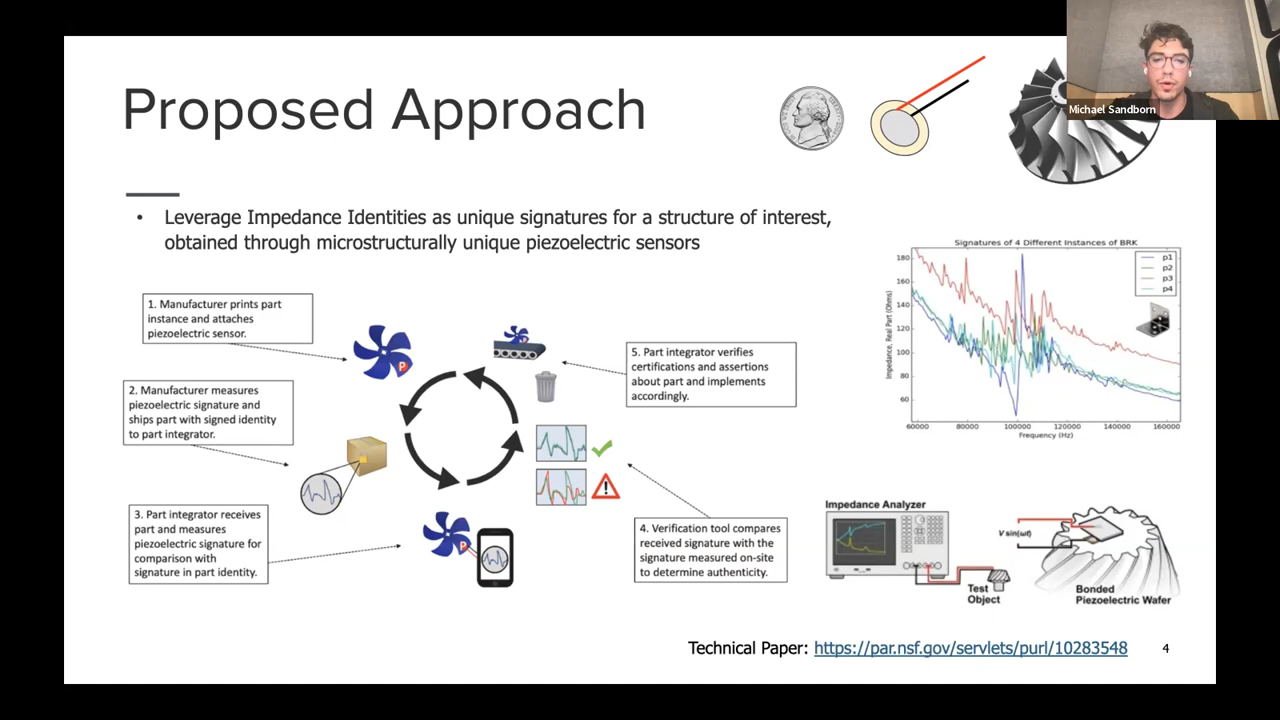 Michael Sandborn
Proposed Approach
• Leverage Impedance Identities as unique signatures for a structure of interest,
obtained through microstructurally unique piezoelectric sensors
1. Manufacturer prints part
instance and attaches
piezoelectric sensor.
P
2. Manufacturer measures
piezoelectric signature and
ships part with signed identity
to part integrator.
3. Part integrator receives
part and measures
piezoelectric signature for
comparison with
signature in part identity.
P
4. Verification tool compares
received signature with the
signature measured on-site
to determine authenticity.
!
5. Part integrator verifies
certifications and assertions
about part and implements
accordingly.
Signatures of 4 Different Instances of BRK
Impedance, Real Part (Ohms)
180
160
140
120
100
80
60
p1
p2
p3
p4
60000 80000 100000 120000 140000 160000
Frequency (Hz)
Impedance Analyzer
Test
Object
V sin(ωt)
Bonded
Piezoelectric Wafer
Technical Paper: https://par.nsf.gov/servlets/purl/10283548
4